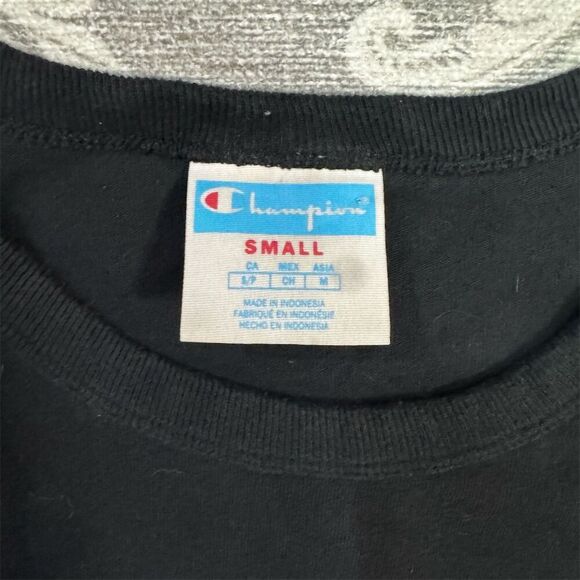 Champion®
SMALL
CA MEX ASIA
S/P CH M
MADE IN INDONESIA
FABRIQUÉ EN INDONÉSIE
HECHO EN INDONESIA